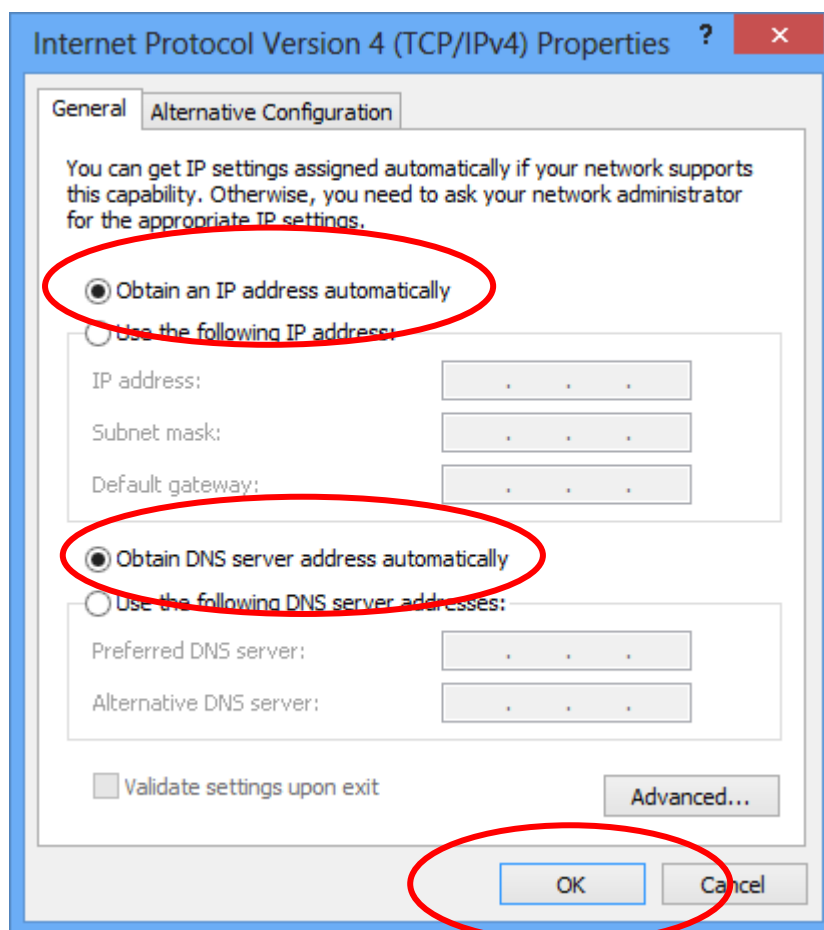 Internet Protocol Version 4 (TCP/IPv4) Properties ? ×
General Alternative Configuration
You can get IP settings assigned automatically if your network supports
this capability. Otherwise, you need to ask your network administrator
for the appropriate IP settings.
Obtain an IP address automatically
Use the following IP address:
IP address: . . .
Subnet mask: . . .
Default gateway: . . .
Obtain DNS server address automatically
Use the following DNS server addresses:
Preferred DNS server: . . .
Alternative DNS server: . . .
Validate settings upon exit
Advanced...
OK Cancel